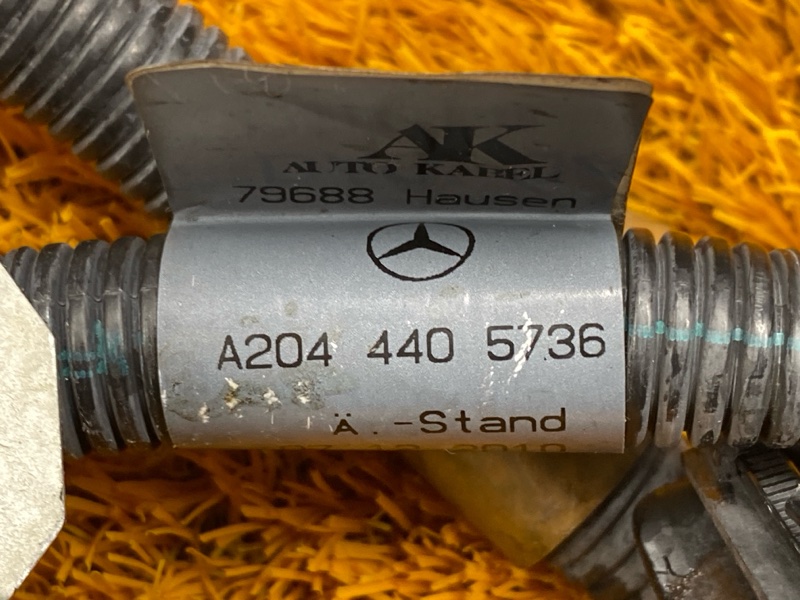 AK
AUTO KABEL
79688 Hausen
A204 440 5736
Ä.-Stand